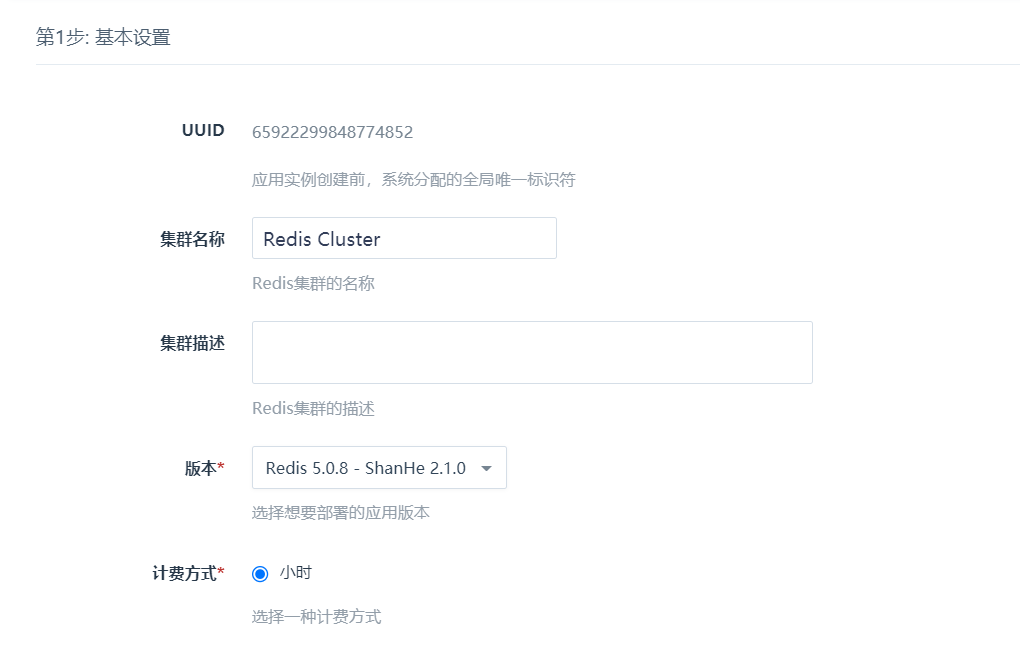 第1步: 基本设置
UUID 65922299848774852
应用实例创建前，系统分配的全局唯一标识符
集群名称 Redis Cluster
Redis集群的名称
集群描述
Redis集群的描述
版本* Redis 5.0.8 - ShanHe 2.1.0
选择想要部署的应用版本
计费方式* 小时
选择一种计费方式